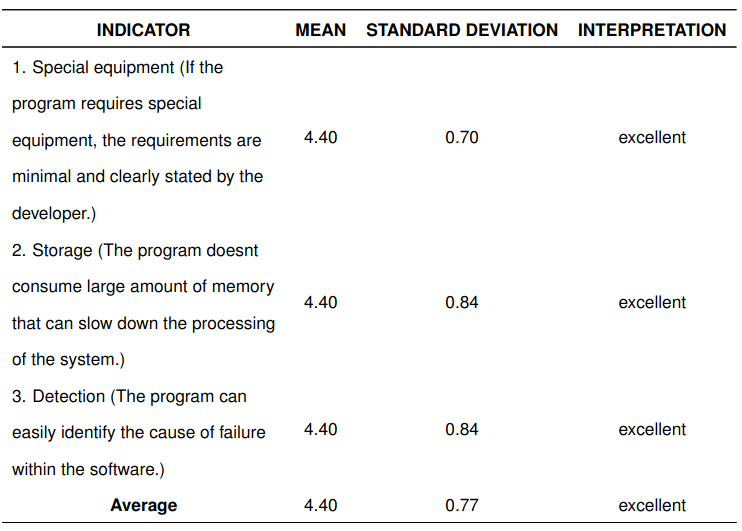 INDICATOR MEAN STANDARD DEVIATION INTERPRETATION
1. Special equipment (If the
program requires special
equipment, the requirements are
minimal and clearly stated by the
developer.)
4.40 0.70 excellent
2. Storage (The program doesnt
consume large amount of memory
that can slow down the processing
of the system.)
4.40 0.84 excellent
3. Detection (The program can
easily identify the cause of failure
within the software.)
4.40 0.84 excellent
Average 4.40 0.77 excellent